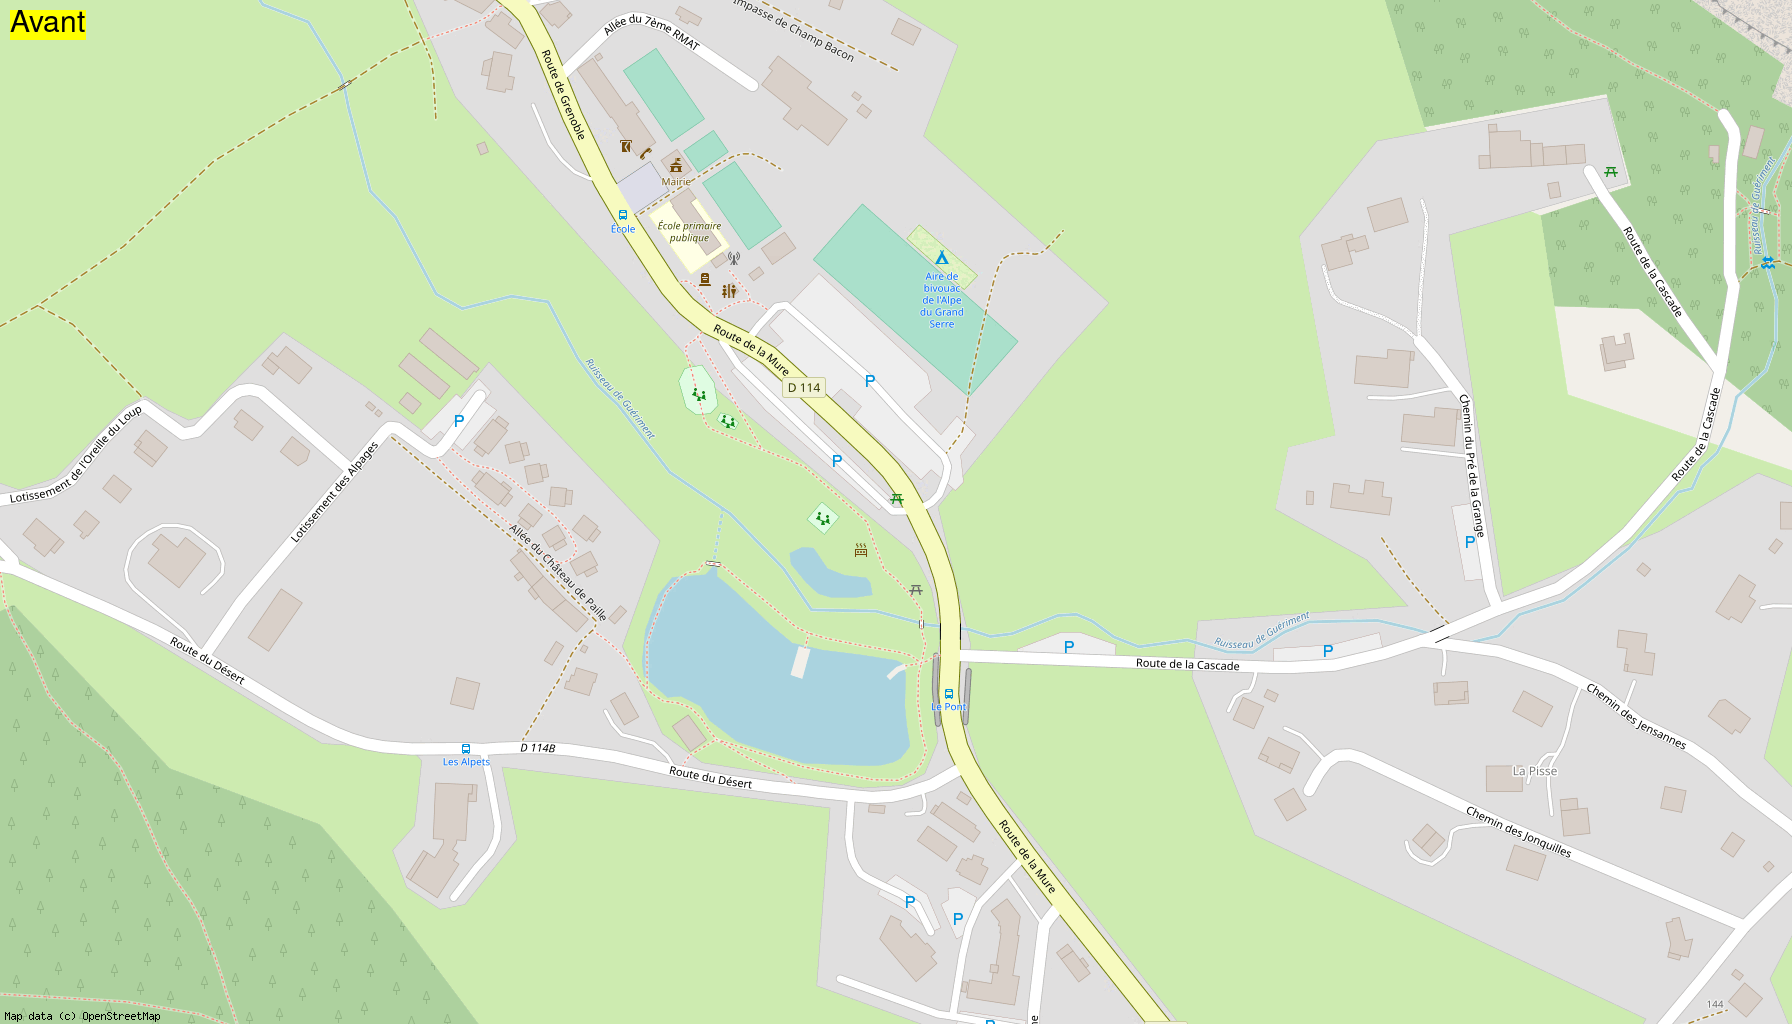 Avant
Allée du 7ème RMAT
Impasse de Champ Bacon
Route de Grenoble
Mairie
École
École primaire
publique
Aire de
bivouac
de l'Alpe
du Grand
Serre
Route de la Mure
D 114
P
P
Ruisseau de Guériment
Ruisseau de Guériment
Route de la Cascade
Route de la Cascade
Chemin du Pré de la Grange
P
Lotissement de l'Oreille du Loup
Lotissement des Alpages
P
Allée du Château de Paille
Route du Désert
D 114B
Les Alpets
Route du Désert
Le Pont
P
Route de la Cascade
Ruisseau de Guériment
P
Chemin des Jensannes
La Pisse
Chemin des Jonquilles
Route de la Mure
P
P
P
144
Map data (c) OpenStreetMap